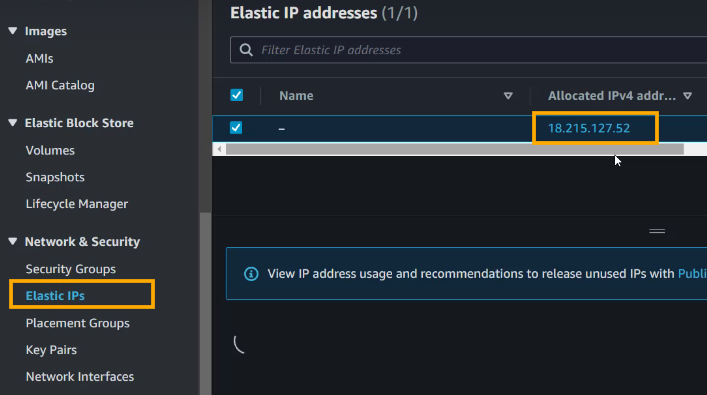 Images
AMIs
AMI Catalog
Elastic Block Store
Volumes
Snapshots
Lifecycle Manager
Network & Security
Security Groups
Elastic IPs
Placement Groups
Key Pairs
Network Interfaces
Elastic IP addresses (1/1)
Filter Elastic IP addresses
Name Allocated IPv4 addr...
– 18.215.127.52
View IP address usage and recommendations to release unused IPs with Publi